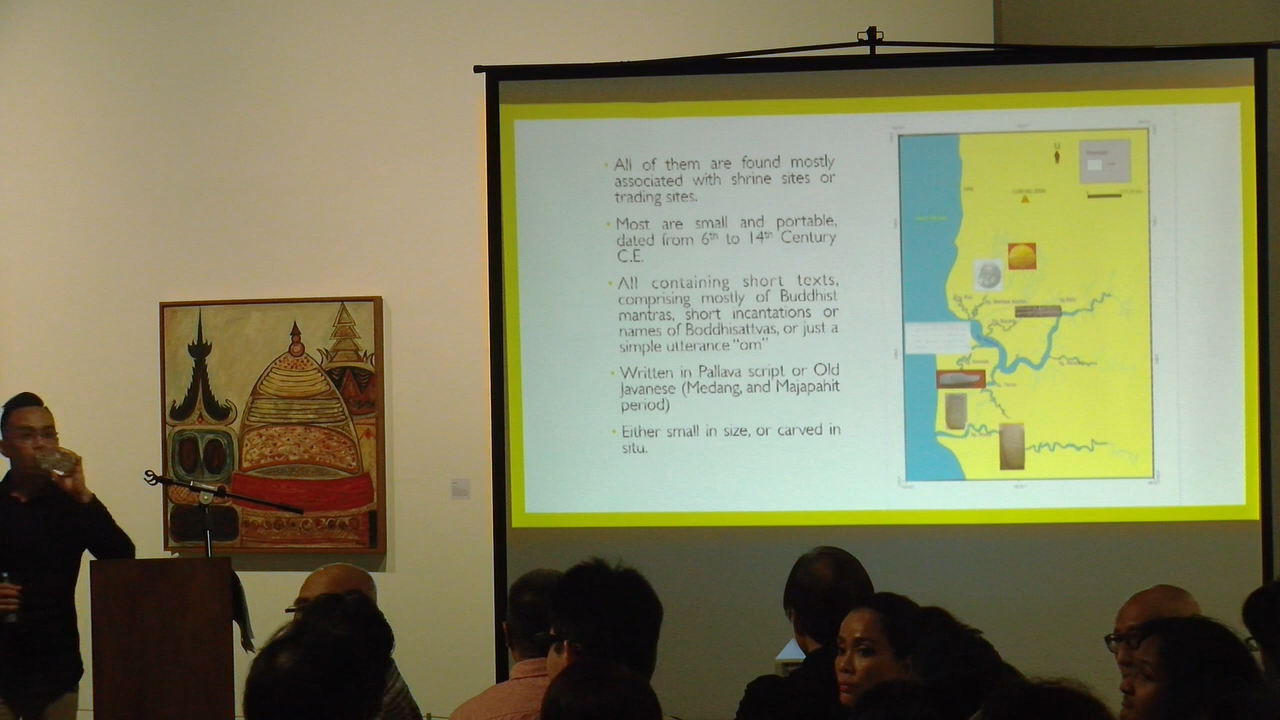 • All of them are found mostly
associated with shrine sites or
trading sites.
• Most are small and portable,
dated from 6th to 14th Century
C.E.
• All containing short texts,
comprising mostly of Buddhist
mantras, short incantations or
names of Boddhisattvas, or just a
simple utterance "om"
• Written in Pallava script or Old
Javanese (Medang, and Majapahit
period)
• Either small in size, or carved in
situ.